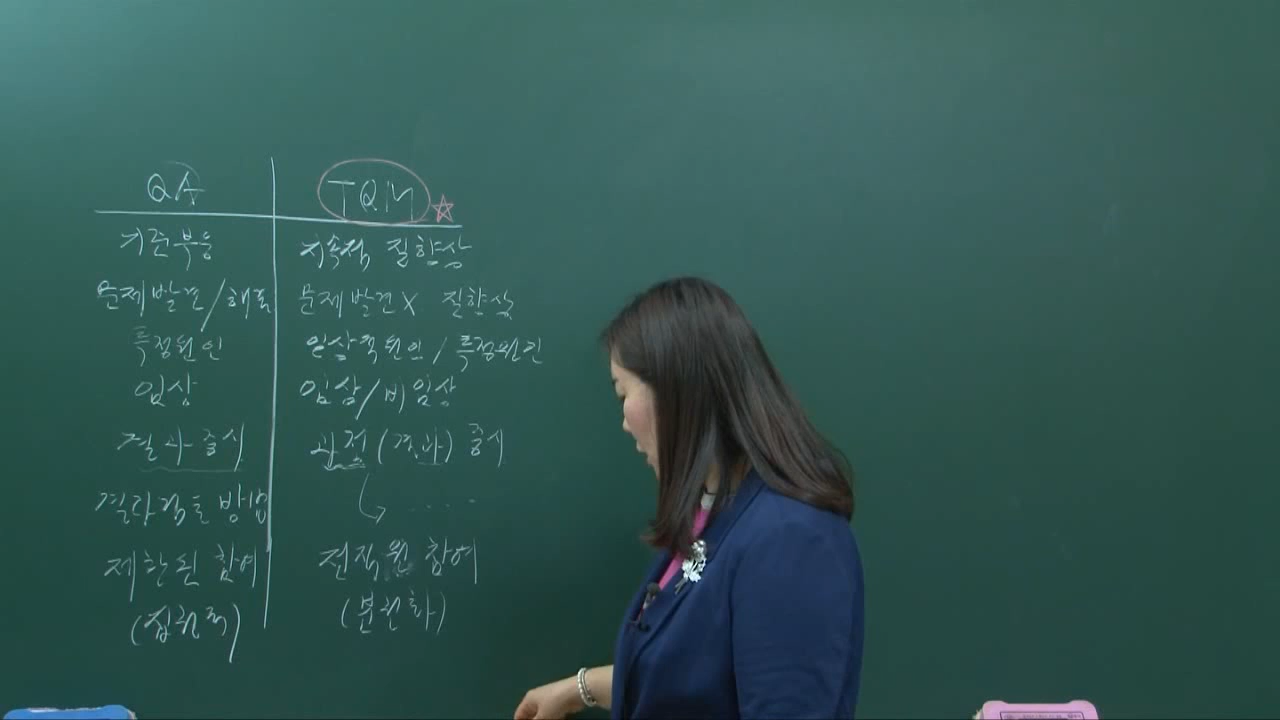 QA TQM
기준부응 지속적 질향상
문제발견/해결 문제발견X 질향상
특정원인 일상적원인/특정원인
임상 임상/비임상
결과중시 과정(결과)중시
결과검토방법 ....
제한된 참여 전직원 참여
(집권적) (분권화)